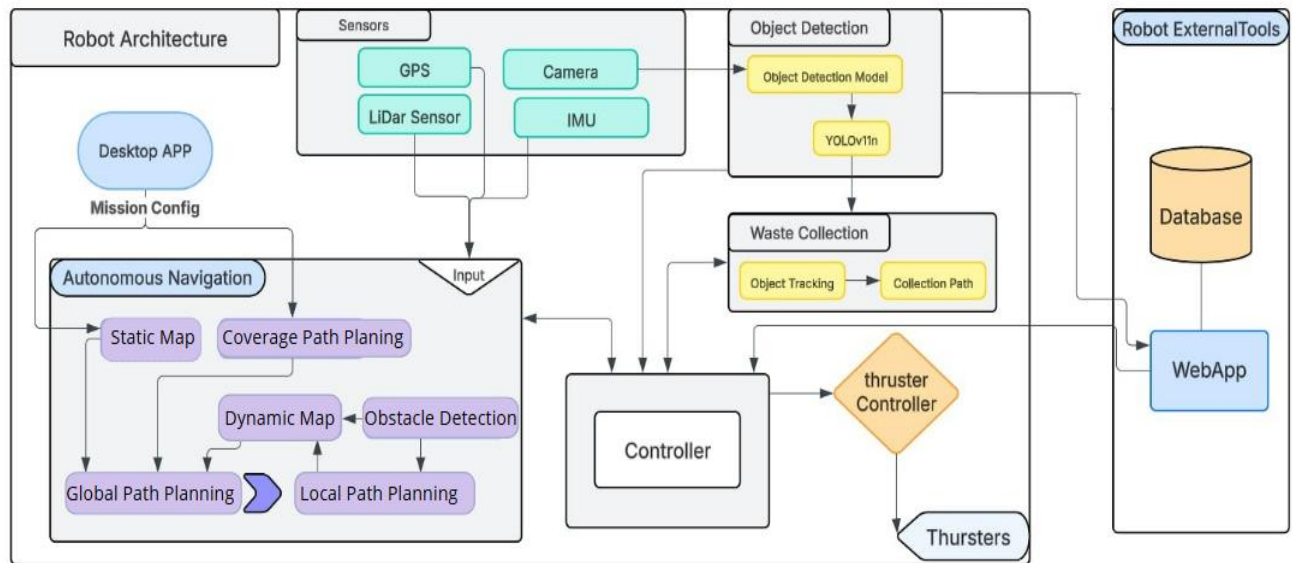 Robot Architecture
Sensors
GPS
Camera
LiDar Sensor
IMU
Object Detection
Object Detection Model
YOLOv11n
Robot ExternalTools
Database
WebApp
Desktop APP
Mission Config
Waste Collection
Object Tracking
Collection Path
Autonomous Navigation
Input
Static Map
Coverage Path Planing
Dynamic Map
Obstacle Detection
Global Path Planning
Local Path Planning
Controller
thruster
Controller
Thursters